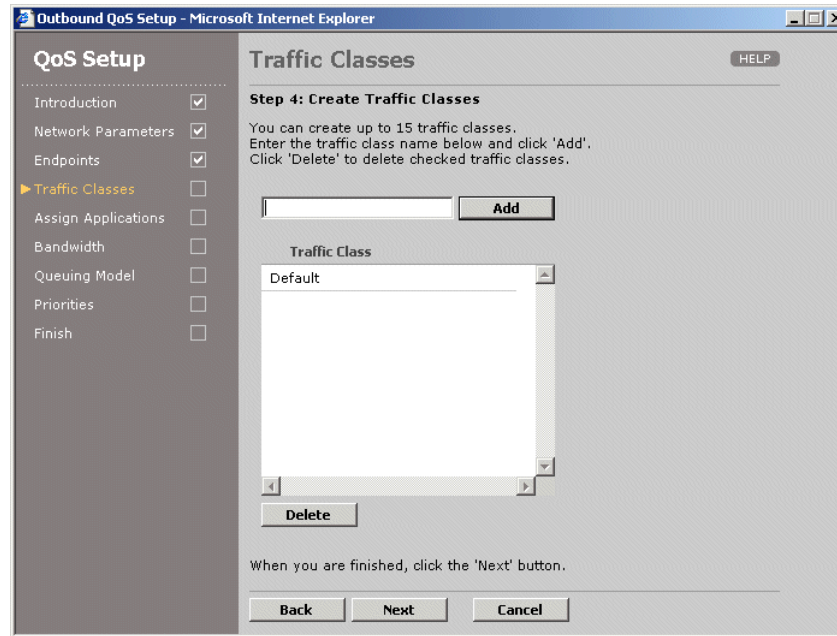 Outbound QoS Setup - Microsoft Internet Explorer
QoS Setup
Introduction
Network Parameters
Endpoints
Traffic Classes
Assign Applications
Bandwidth
Queuing Model
Priorities
Finish
Traffic Classes
HELP
Step 4: Create Traffic Classes
You can create up to 15 traffic classes.
Enter the traffic class name below and click 'Add'.
Click 'Delete' to delete checked traffic classes.
Add
Traffic Class
Default
Delete
When you are finished, click the 'Next' button.
Back
Next
Cancel